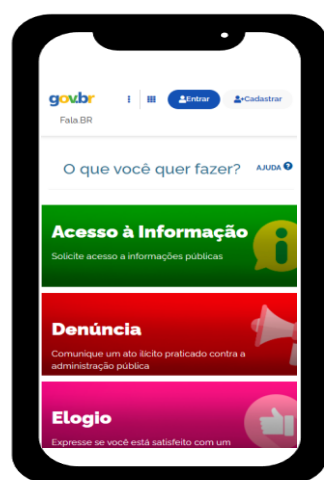 gov.br
Entrar
Cadastrar
Fala.BR
O que você quer fazer?
AJUDA
Acesso à Informação
Solicite acesso a informações públicas
Denúncia
Comunique um ato ilícito praticado contra a
administração pública
Elogio
Expresse se você está satisfeito com um